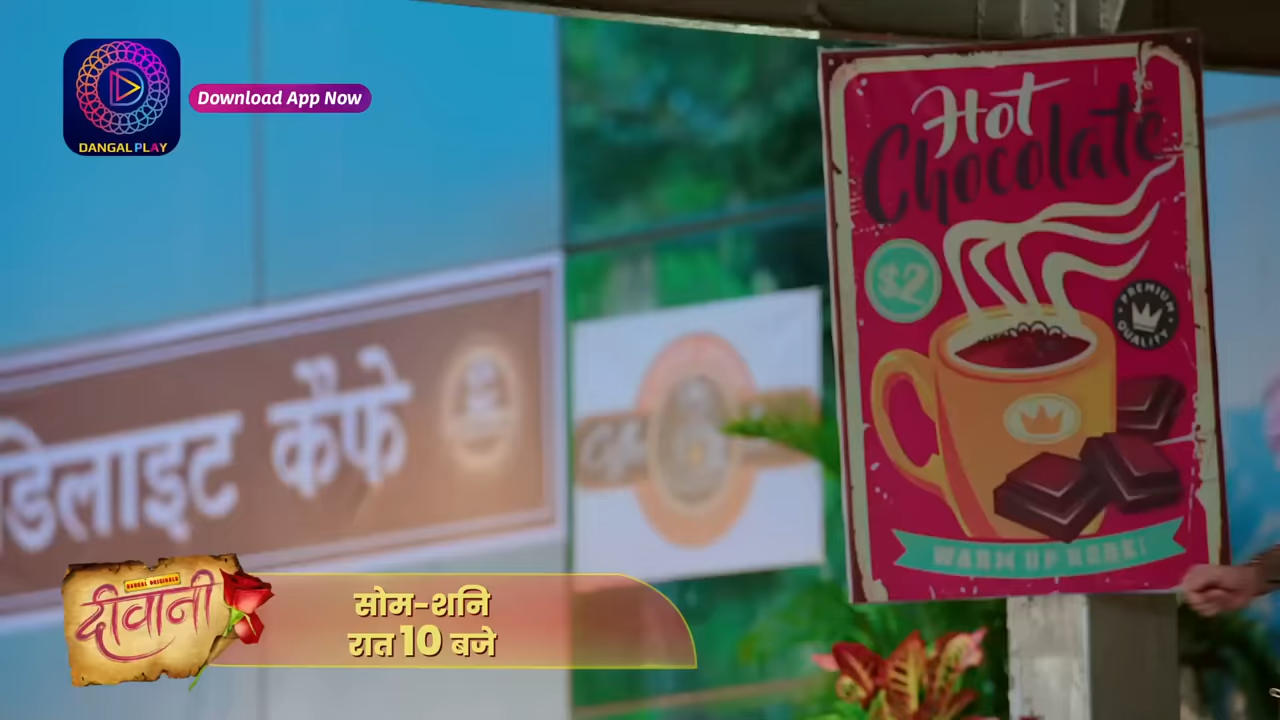 DANGAL PLAY
Download App Now
Hot
Chocolate
$2
PREMIUM
QUALITY
WARM UP HERE!
डिलाइट कैफे
DANGAL ORIGINALS
दीवानी
सोम-शनि
रात 10 बजे